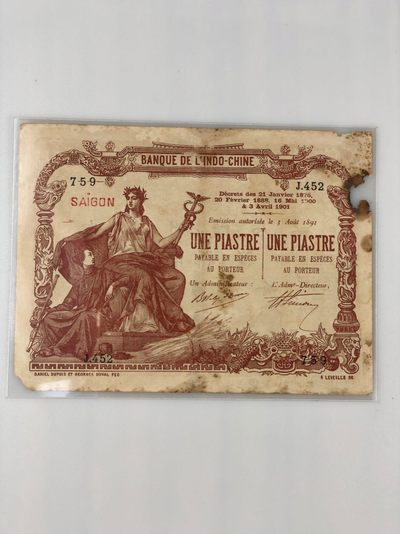 BANQUE DE L'INDO-CHINE
759
J.452
SAÏGON
Décrets des 21 Janvier 1875,
20 Février 1888, 16 Mai 1900
& 3 Avril 1901
Emission autorisée le 3 Août 1891
UNE PIASTRE
PAYABLE EN ESPÈCES
AU PORTEUR
Un Administrateur :
UNE PIASTRE
PAYABLE EN ESPÈCES
AU PORTEUR
L'Admr-Directeur,
J.452
759
DANIEL DUPUIS ET GEORGES DUVAL FEC
A LEVEILLE SC